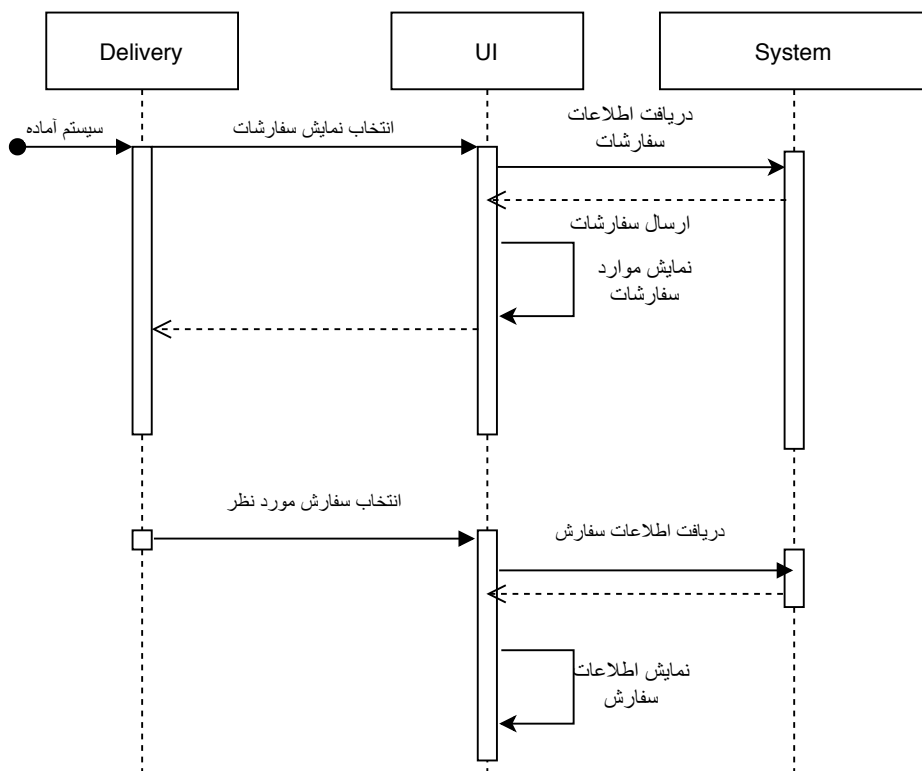 Delivery
UI
System
سیستم آماده
انتخاب نمایش سفارشات
دریافت اطلاعات
سفارشات
ارسال سفارشات
نمایش موارد
سفارشات
انتخاب سفارش مورد نظر
دریافت اطلاعات سفارش
نمایش اطلاعات
سفارش